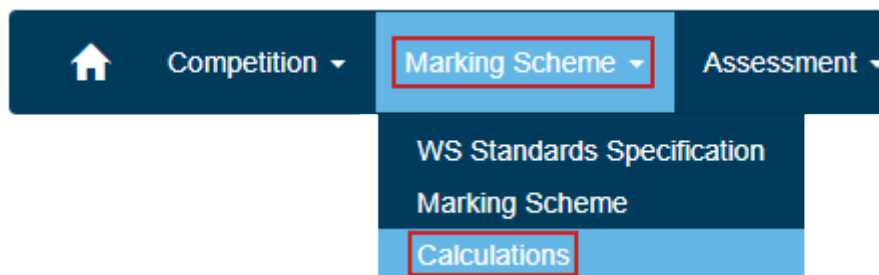 Competition Marking Scheme Assessment
WS Standards Specification
Marking Scheme
Calculations